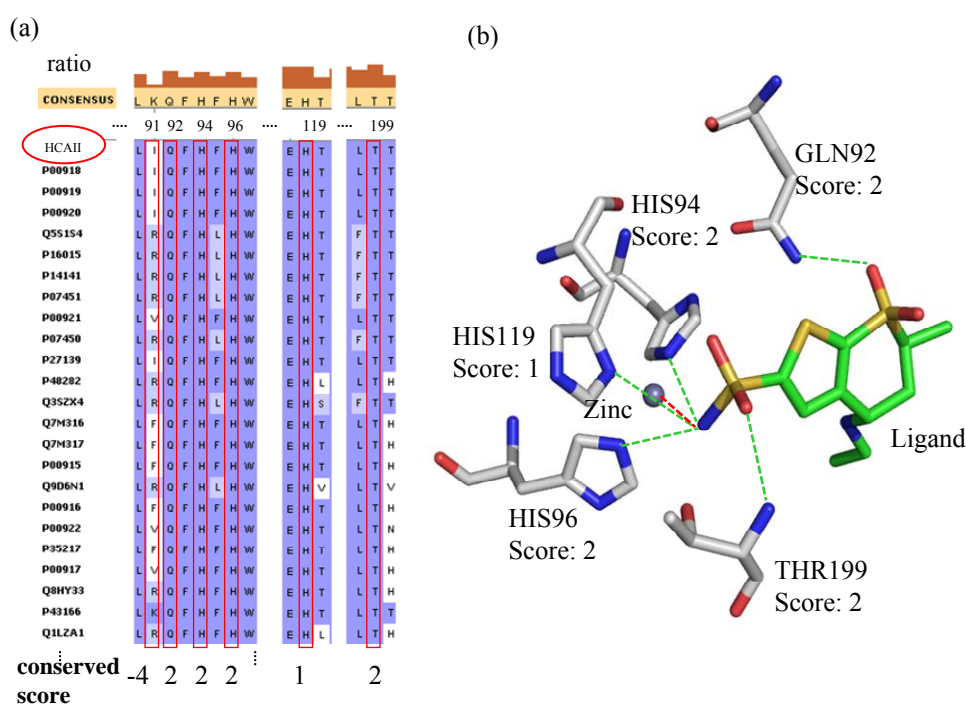 (a)
ratio
CONSENSUS L K Q F H F H W E H T L T T
.... 91 92 94 96 .... 119 .... 199
HCAII L I Q F H F H W E H T L T T
P00918 L I Q F H F H W E H T L T T
P00919 L I Q F H F H W E H T L T T
P00920 L I Q F H F H W E H T L T T
Q5S1S4 L R Q F H L H W E H T F T T
P16015 L R Q F H L H W E H T F T T
P14141 L R Q F H L H W E H T F T T
P07451 L R Q F H L H W E H T F T T
P00921 L V Q F H F H W E H T L T T
P07450 L R Q F H L H W E H T F T T
P27139 L I Q F H F H W E H T L T T
P48282 L R Q F H F H W E H L L T H
Q3SZX4 L R Q F H L H W E H S F T T
Q7M316 L F Q F H F H W E H T L T H
Q7M317 L F Q F H F H W E H T L T H
P00915 L F Q F H F H W E H T L T H
Q9D6N1 L R Q F H L H W E H V L T V
P00916 L F Q F H F H W E H T L T H
P00922 L V Q F H F H W E H T L T N
P35217 L F Q F H F H W E H T L T H
P00917 L V Q F H F H W E H T L T H
Q8HY33 L R Q F H F H W E H T L T H
P43166 L K Q F H F H W E H T L T T
Q1LZA1 L R Q F H F H W E H L L T H
conserved
score
-4 2 2 2 1 2
(b)
GLN92
Score: 2
HIS94
Score: 2
HIS119
Score: 1
Zinc
Ligand
HIS96
Score: 2
THR199
Score: 2